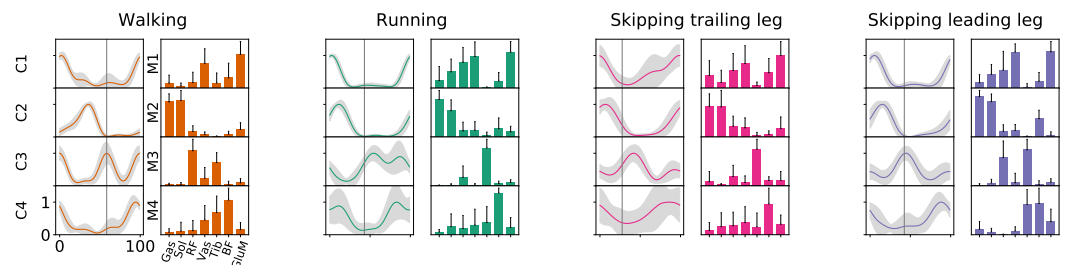 Walking
Running
Skipping trailing leg
Skipping leading leg
C1
M1
C2
M2
C3
M3
C4
M4
1
0
0
100
Gas
Sol
RF
Vas
Tib
BF
GluM